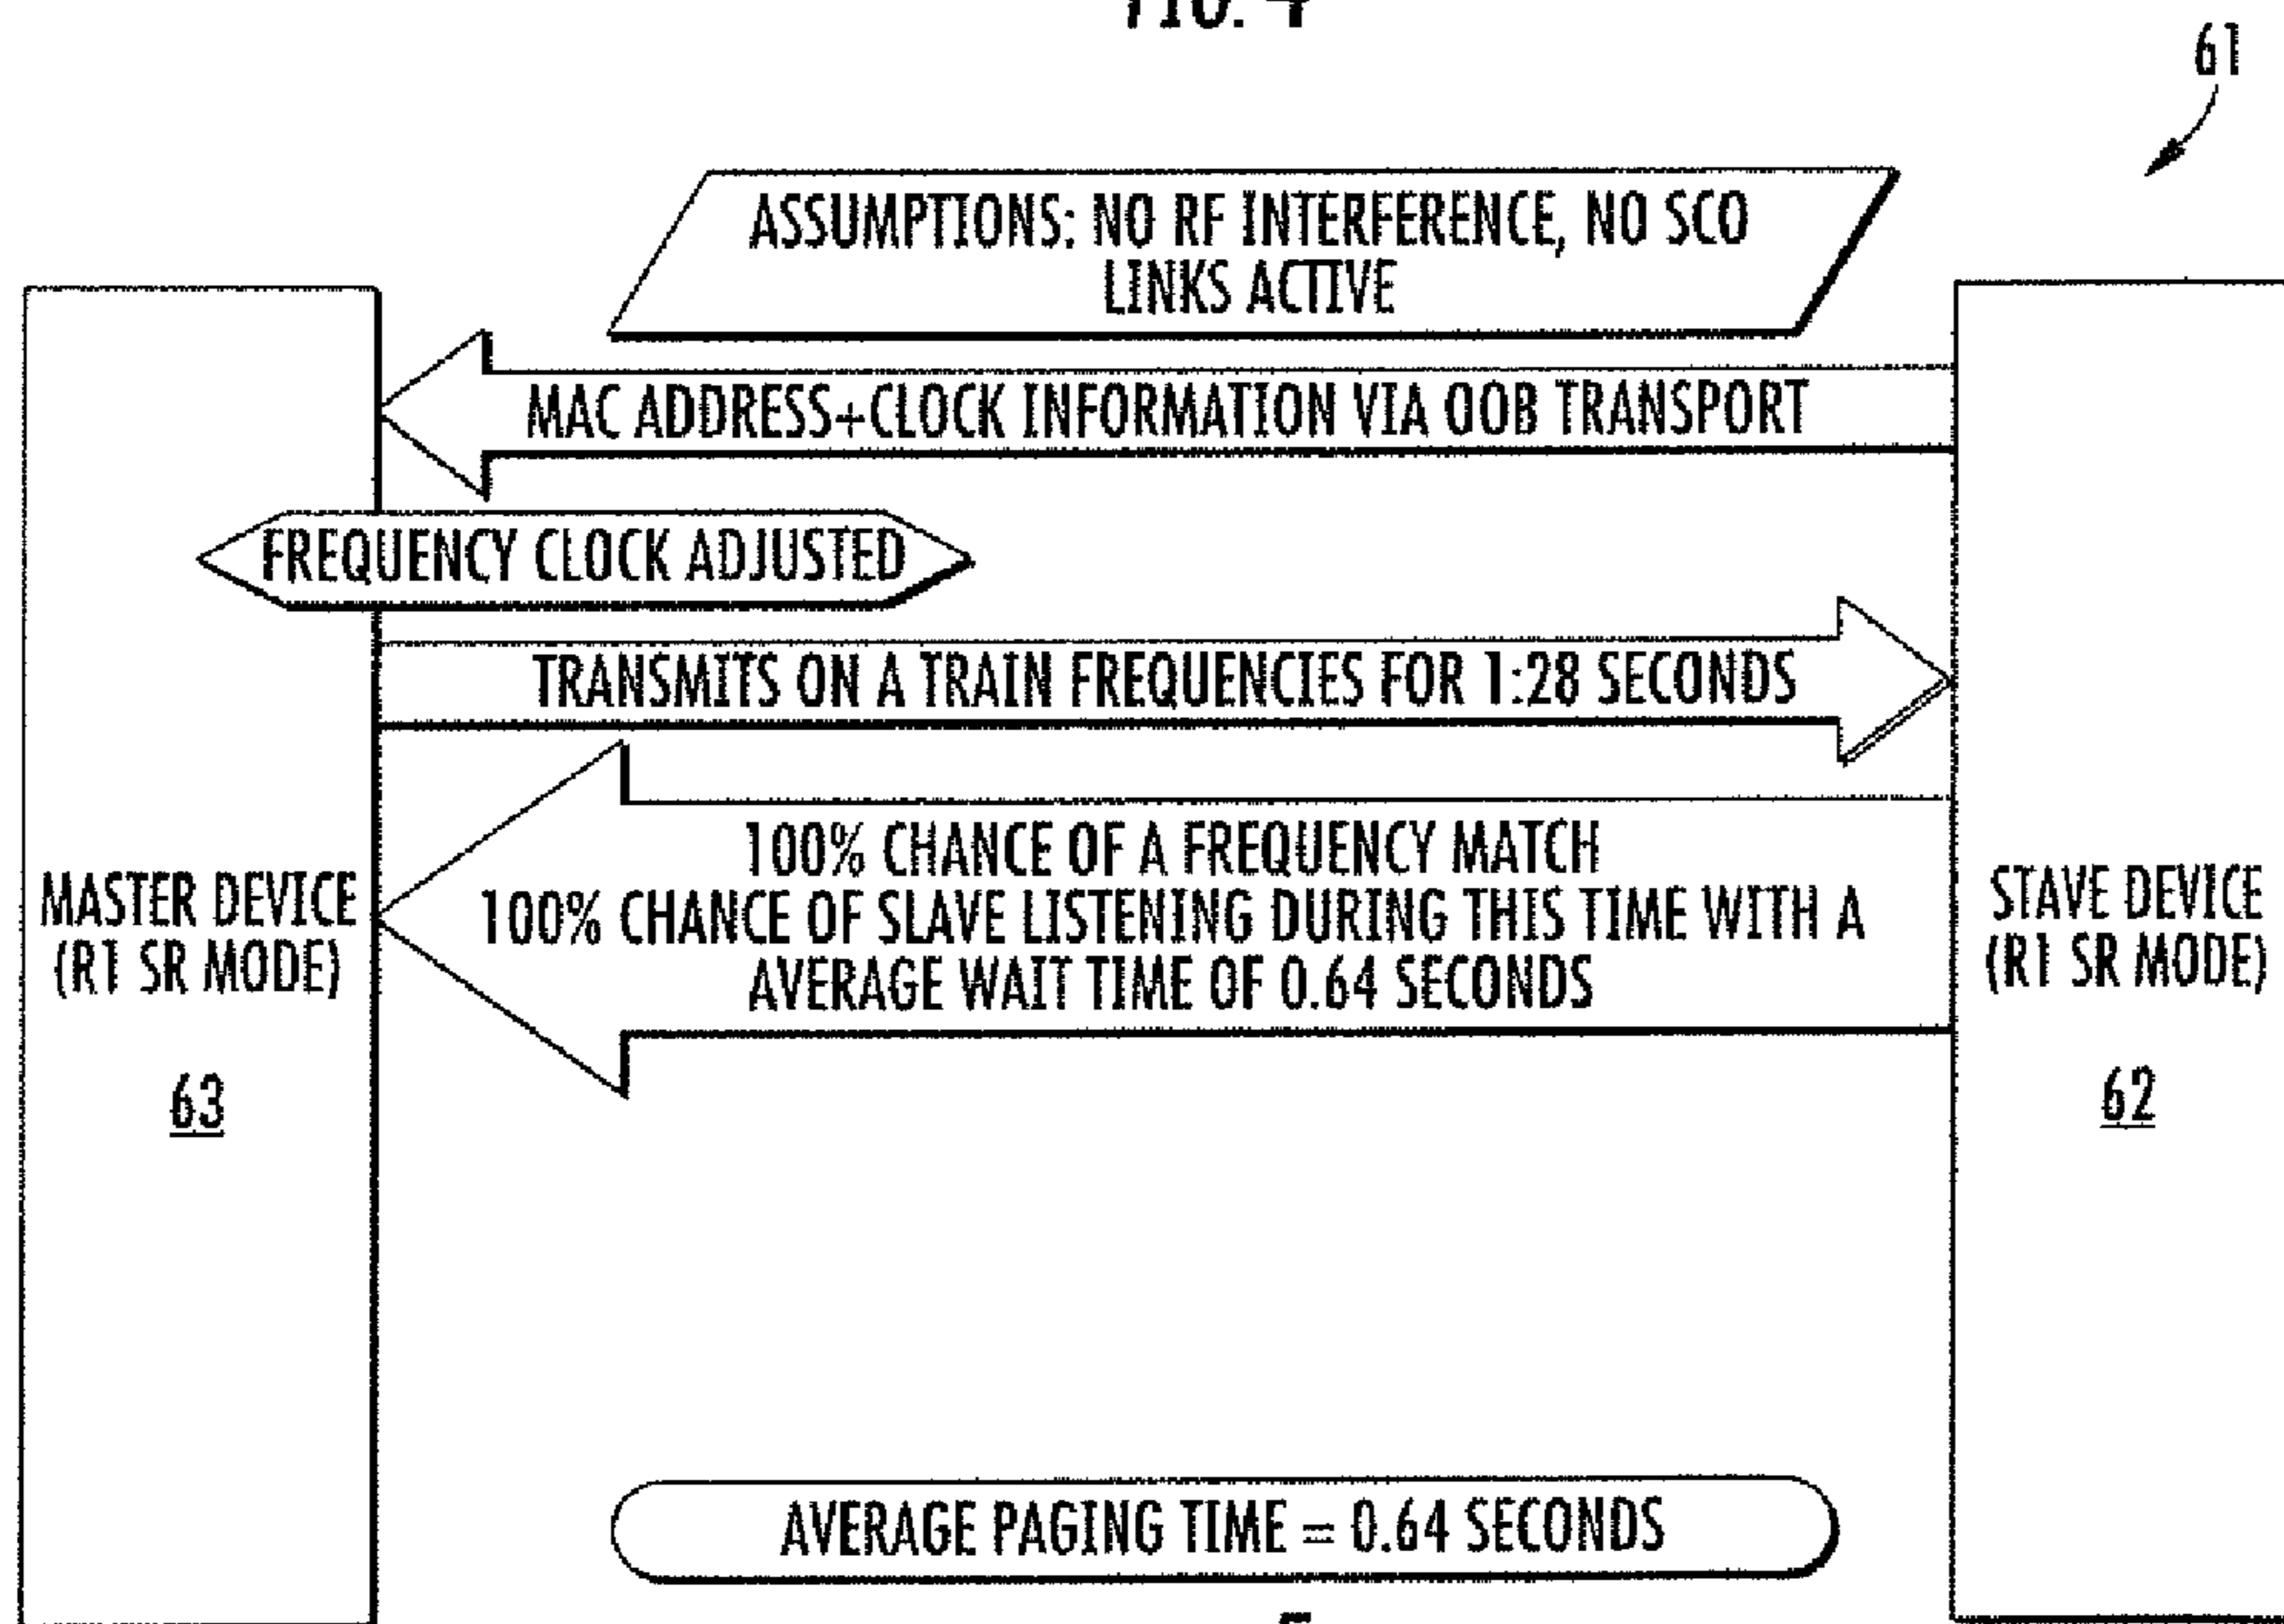 FIG. 4
61
ASSUMPTIONS: NO RF INTERFERENCE, NO SCO
LINKS ACTIVE
MAC ADDRESS+CLOCK INFORMATION VIA OOB TRANSPORT
FREQUENCY CLOCK ADJUSTED
TRANSMITS ON A TRAIN FREQUENCIES FOR 1:28 SECONDS
100% CHANCE OF A FREQUENCY MATCH
100% CHANCE OF SLAVE LISTENING DURING THIS TIME WITH A
AVERAGE WAIT TIME OF 0.64 SECONDS
MASTER DEVICE
(R1 SR MODE)
63
STAVE DEVICE
(R1 SR MODE)
62
AVERAGE PAGING TIME = 0.64 SECONDS